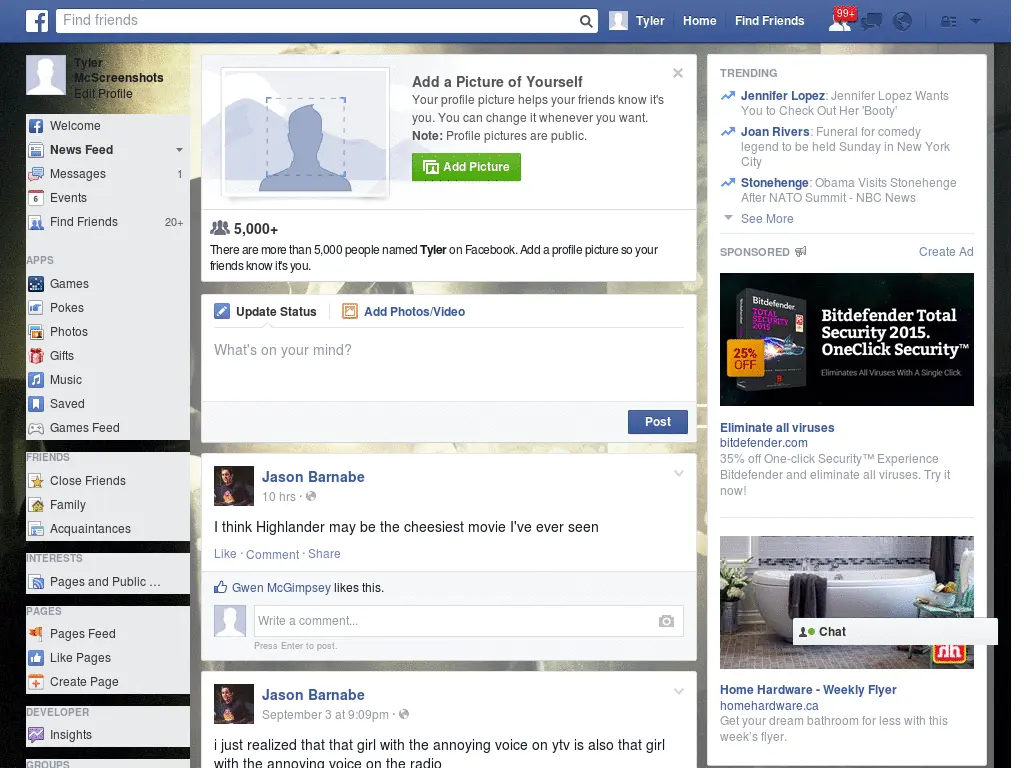 f
Find friends
Tyler
Home
Find Friends
99+
Tyler
McScreenshots
Edit Profile
Welcome
News Feed
Messages 1
6 Events
Find Friends 20+
APPS
Games
Pokes
Photos
Gifts
Music
Saved
Games Feed
FRIENDS
Close Friends
Family
Acquaintances
INTERESTS
Pages and Public ...
PAGES
Pages Feed
Like Pages
Create Page
DEVELOPER
Insights
GROUPS
Add a Picture of Yourself
Your profile picture helps your friends know it's
you. You can change it whenever you want.
Note: Profile pictures are public.
Add Picture
5,000+
There are more than 5,000 people named Tyler on Facebook. Add a profile picture so your
friends know it's you.
Update Status
Add Photos/Video
What's on your mind?
Post
Jason Barnabe
10 hrs ·
I think Highlander may be the cheesiest movie I've ever seen
Like · Comment · Share
Gwen McGimpsey likes this.
Write a comment...
Press Enter to post.
Jason Barnabe
September 3 at 9:09pm ·
i just realized that that girl with the annoying voice on ytv is also that girl
with the annoying voice on the radio
TRENDING
Jennifer Lopez: Jennifer Lopez Wants
You to Check Out Her 'Booty'
Joan Rivers: Funeral for comedy
legend to be held Sunday in New York
City
Stonehenge: Obama Visits Stonehenge
After NATO Summit - NBC News
See More
SPONSORED
Create Ad
Bitdefender
TOTAL
SECURITY
2015
25%
OFF
Bitdefender Total
Security 2015.
OneClick Security™
Eliminates All Viruses With A Single Click.
Eliminate all viruses
bitdefender.com
35% off One-click Security™ Experience
Bitdefender and eliminate all viruses. Try it
now!
Chat
Home Hardware - Weekly Flyer
homehardware.ca
Get your dream bathroom for less with this
week's flyer.